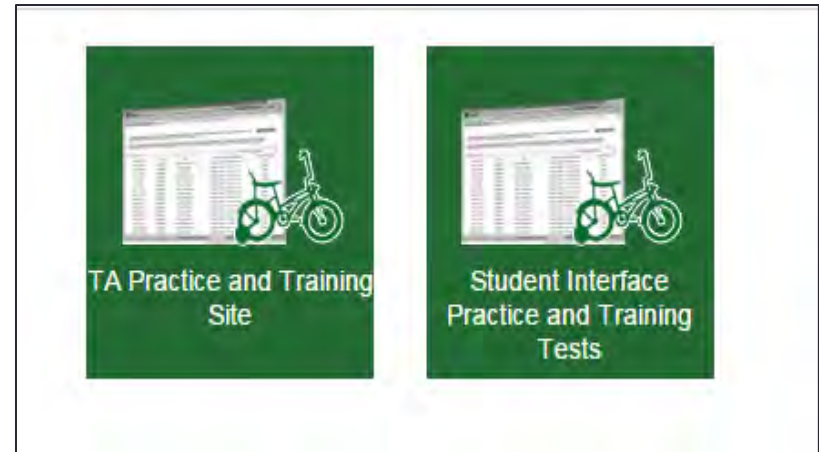 TA Practice and Training
Site
Student Interface
Practice and Training
Tests